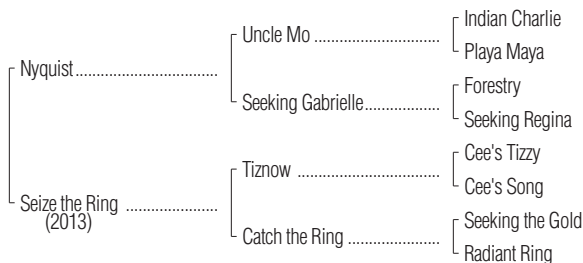 Indian Charlie
Uncle Mo
Playa Maya
Nyquist
Forestry
Seeking Gabrielle
Seeking Regina
Cee's Tizzy
Tiznow
Cee's Song
Seize the Ring
(2013)
Seeking the Gold
Catch the Ring
Radiant Ring